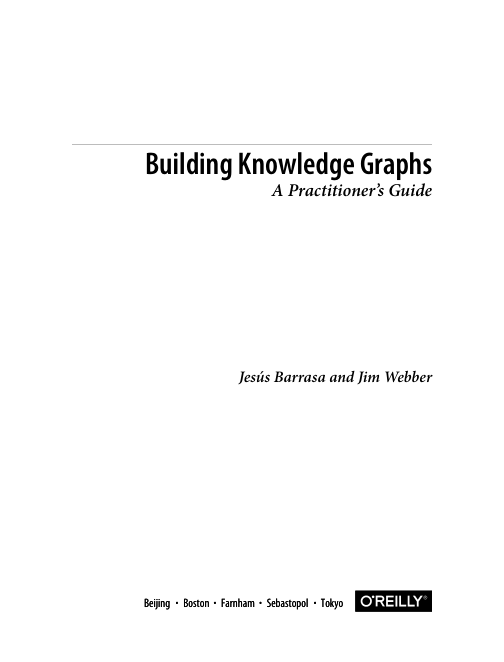 Building Knowledge Graphs
A Practitioner’s Guide
Jesús Barrasa and Jim Webber
Beijing • Boston • Farnham • Sebastopol • Tokyo O'REILLY®